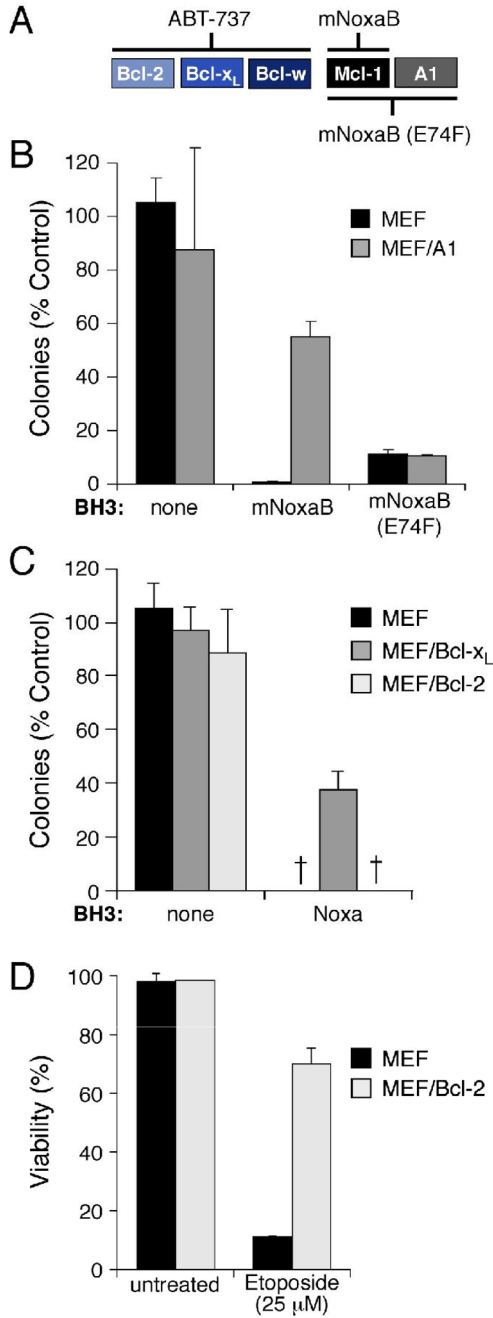 A
ABT-737
mNoxaB
Bcl-2
Bcl-xL
Bcl-w
Mcl-1
A1
mNoxaB (E74F)
B
Colonies (% Control)
120
100
80
60
40
20
0
MEF
MEF/A1
BH3:
none
mNoxaB
mNoxaB
(E74F)
C
Colonies (% Control)
120
100
80
60
40
20
0
MEF
MEF/Bcl-xL
MEF/Bcl-2
†
†
BH3:
none
Noxa
D
Viability (%)
100
80
60
40
20
0
MEF
MEF/Bcl-2
untreated
Etoposide
(25 μM)